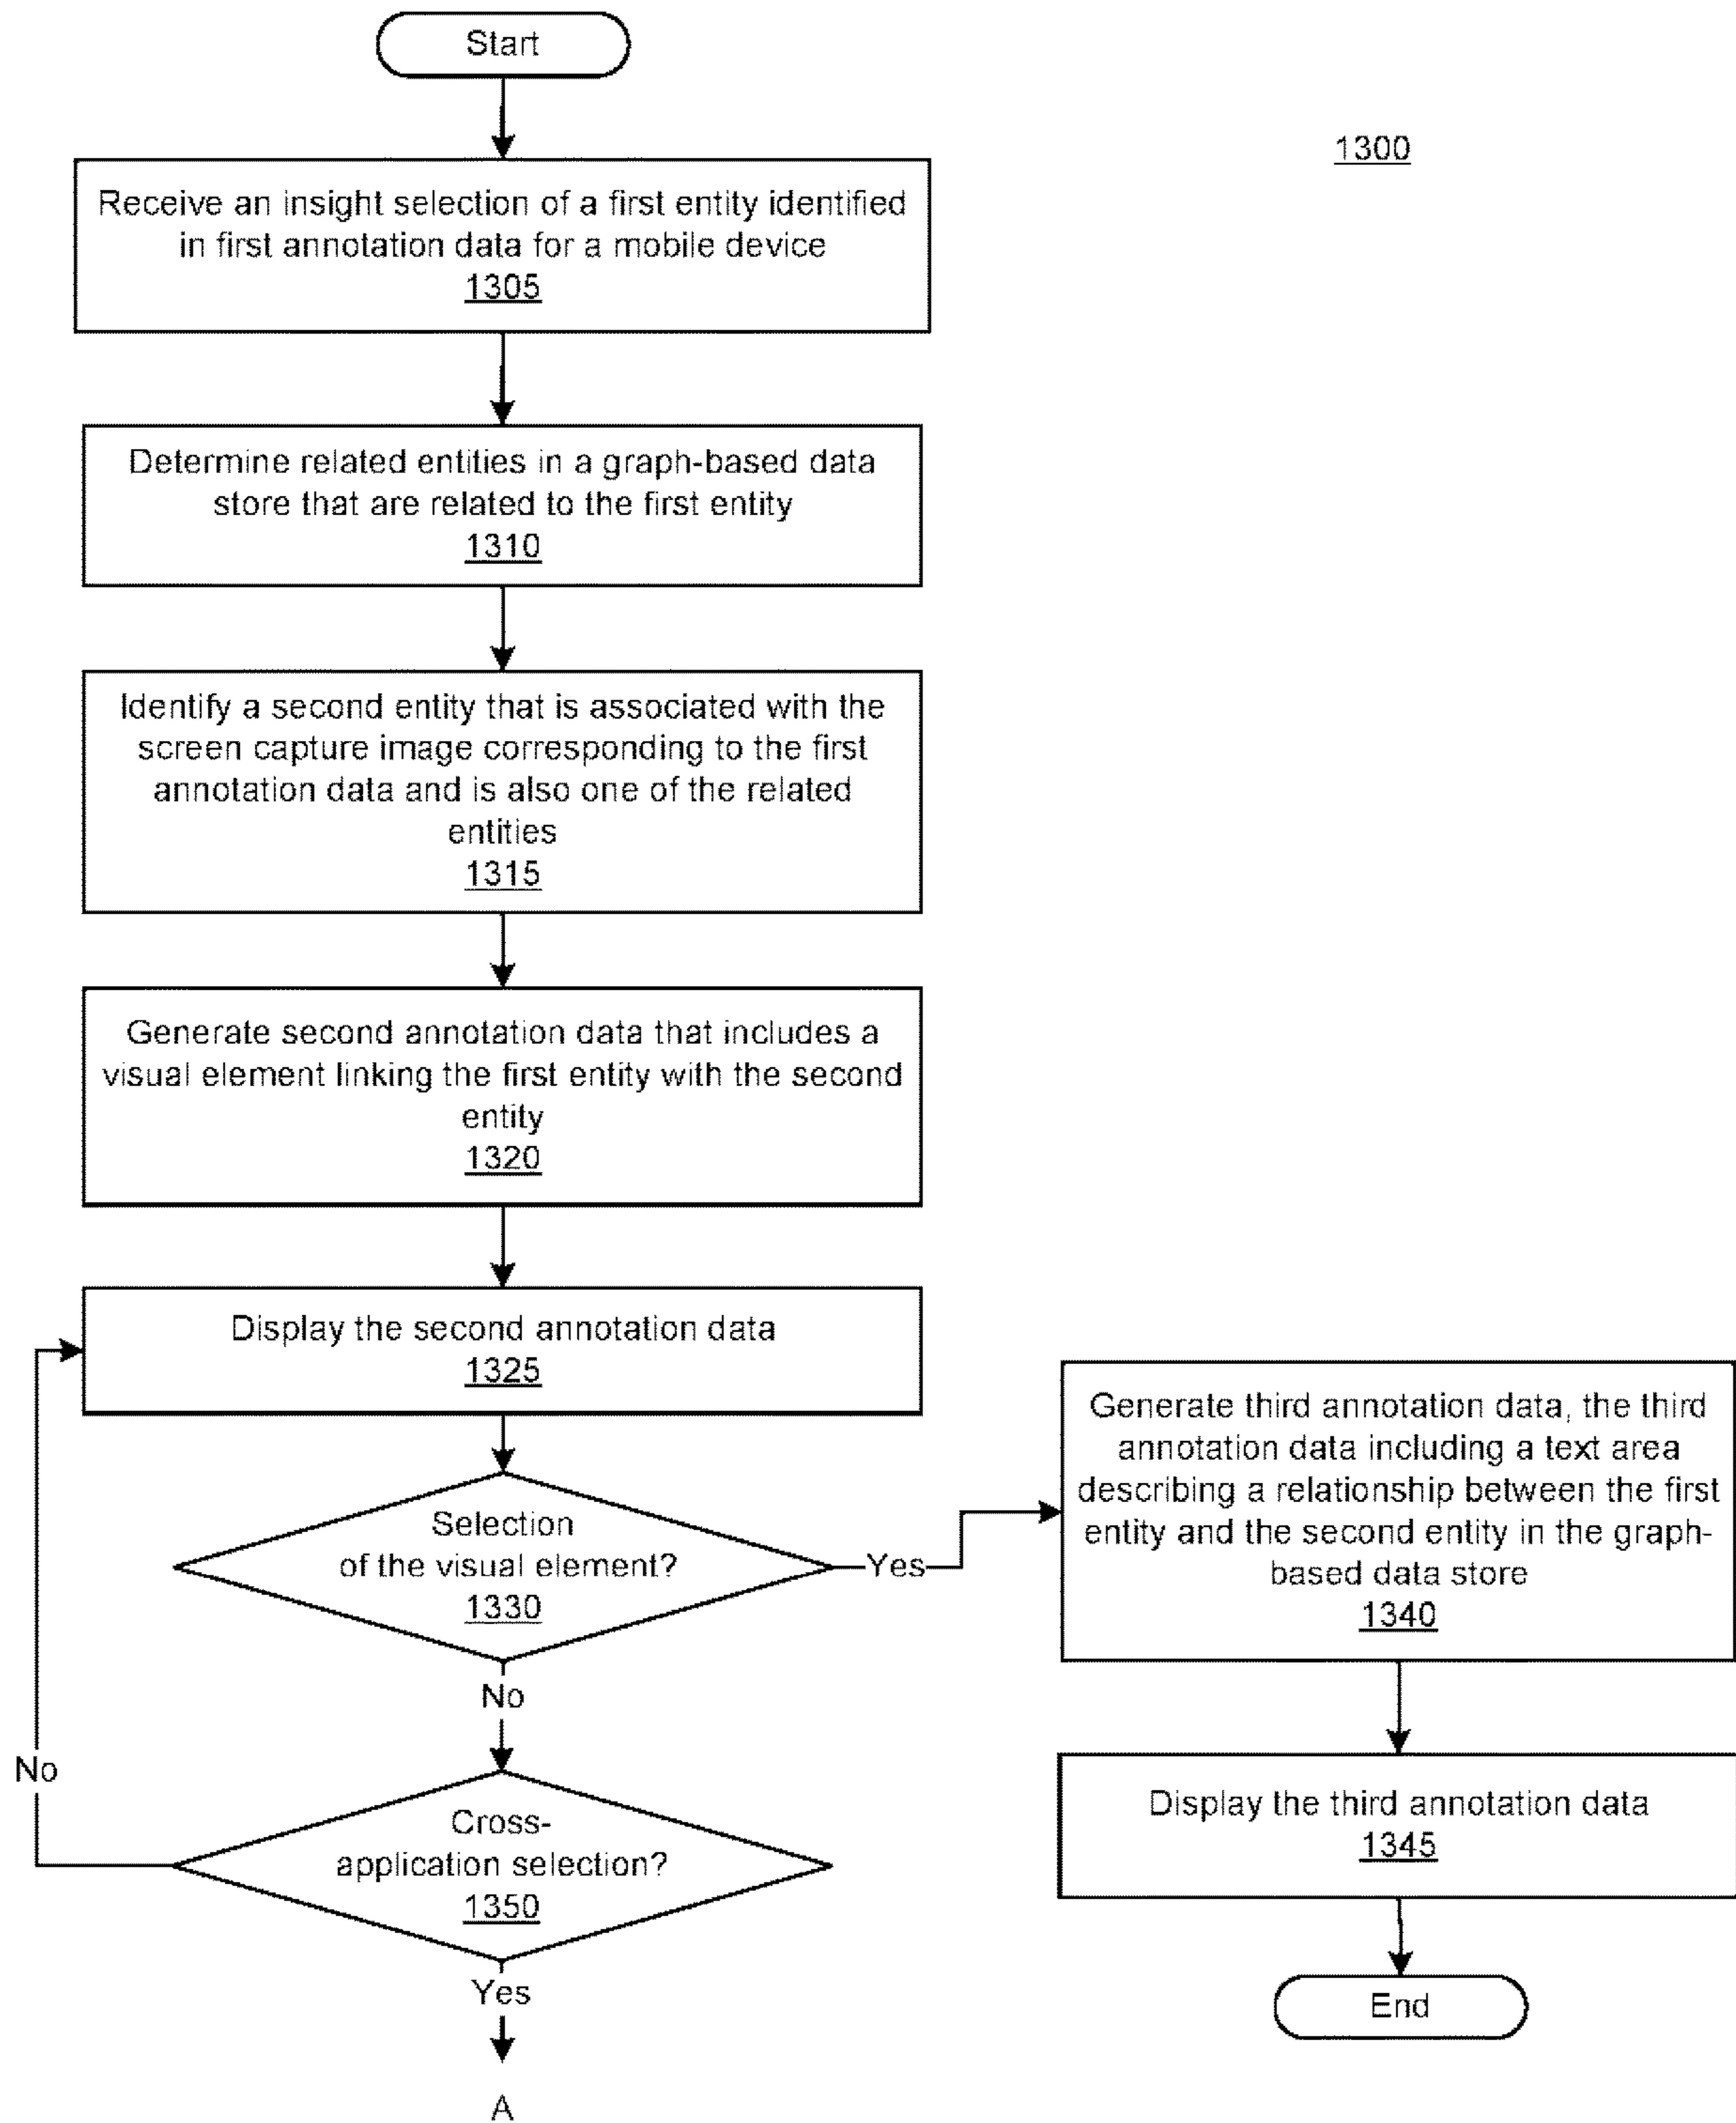 Start
1300
Receive an insight selection of a first entity identified
in first annotation data for a mobile device
1305
Determine related entities in a graph-based data
store that are related to the first entity
1310
Identify a second entity that is associated with the
screen capture image corresponding to the first
annotation data and is also one of the related
entities
1315
Generate second annotation data that includes a
visual element linking the first entity with the second
entity
1320
Display the second annotation data
1325
Selection
of the visual element?
1330
Yes
Generate third annotation data, the third
annotation data including a text area
describing a relationship between the first
entity and the second entity in the graph-
based data store
1340
No
Display the third annotation data
1345
No
Cross-
application selection?
1350
Yes
End
A